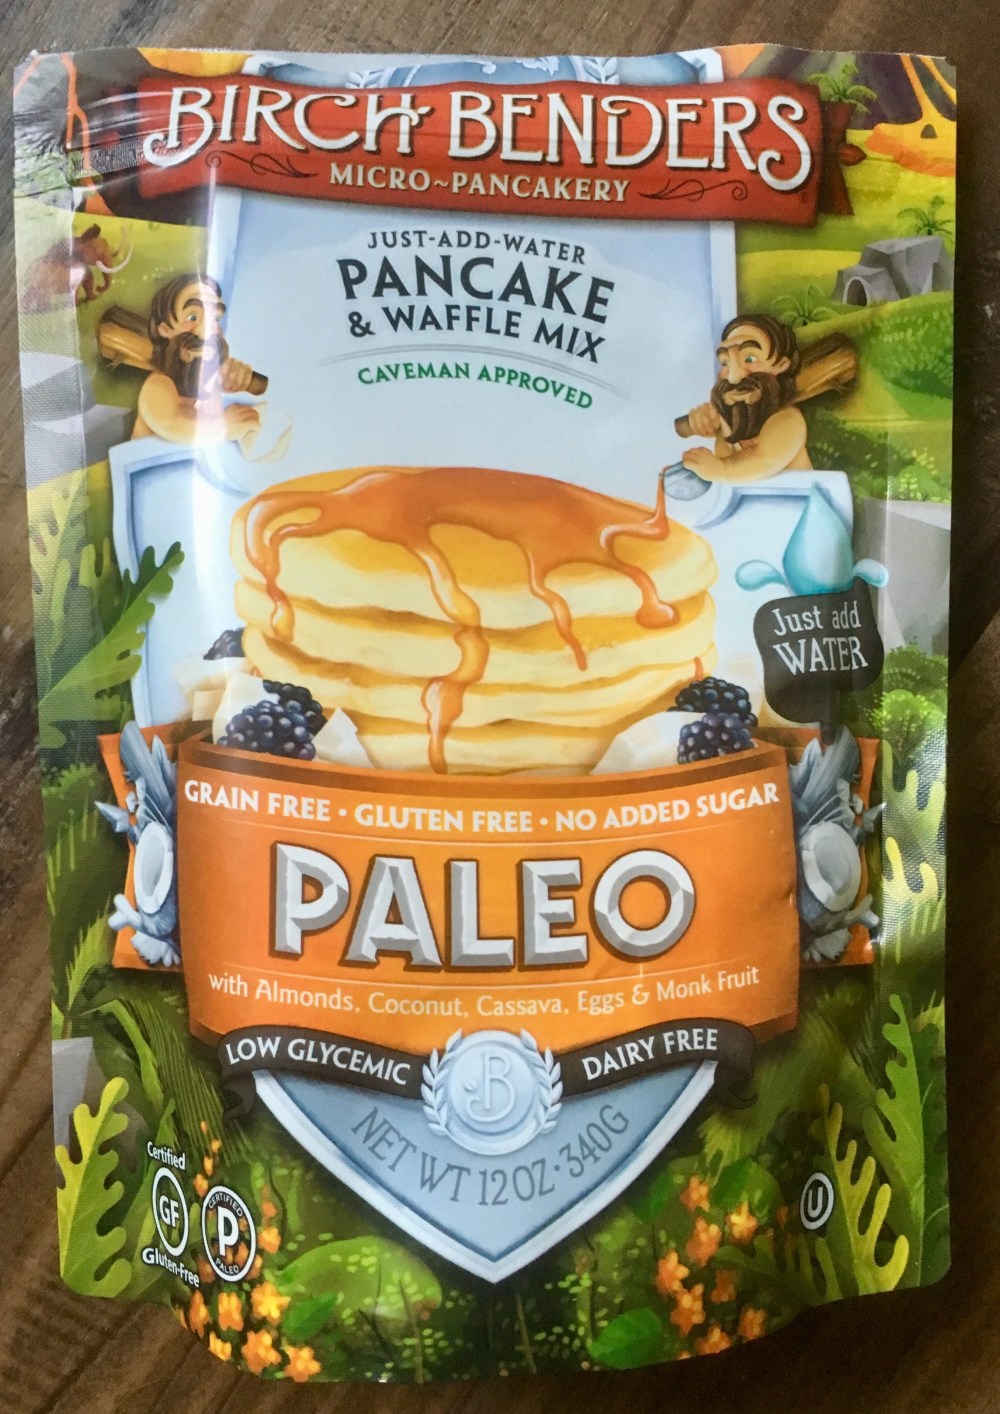 BIRCH BENDERS
MICRO~PANCAKERY
JUST-ADD-WATER
PANCAKE
& WAFFLE MIX
CAVEMAN APPROVED
Just add
WATER
GRAIN FREE • GLUTEN FREE • NO ADDED SUGAR
PALEO
with Almonds, Coconut, Cassava, Eggs & Monk Fruit
LOW GLYCEMIC
DAIRY FREE
B
NET WT 12 OZ • 340G
Certified
GF
Gluten-Free
CERTIFIED
P
PALEO
U